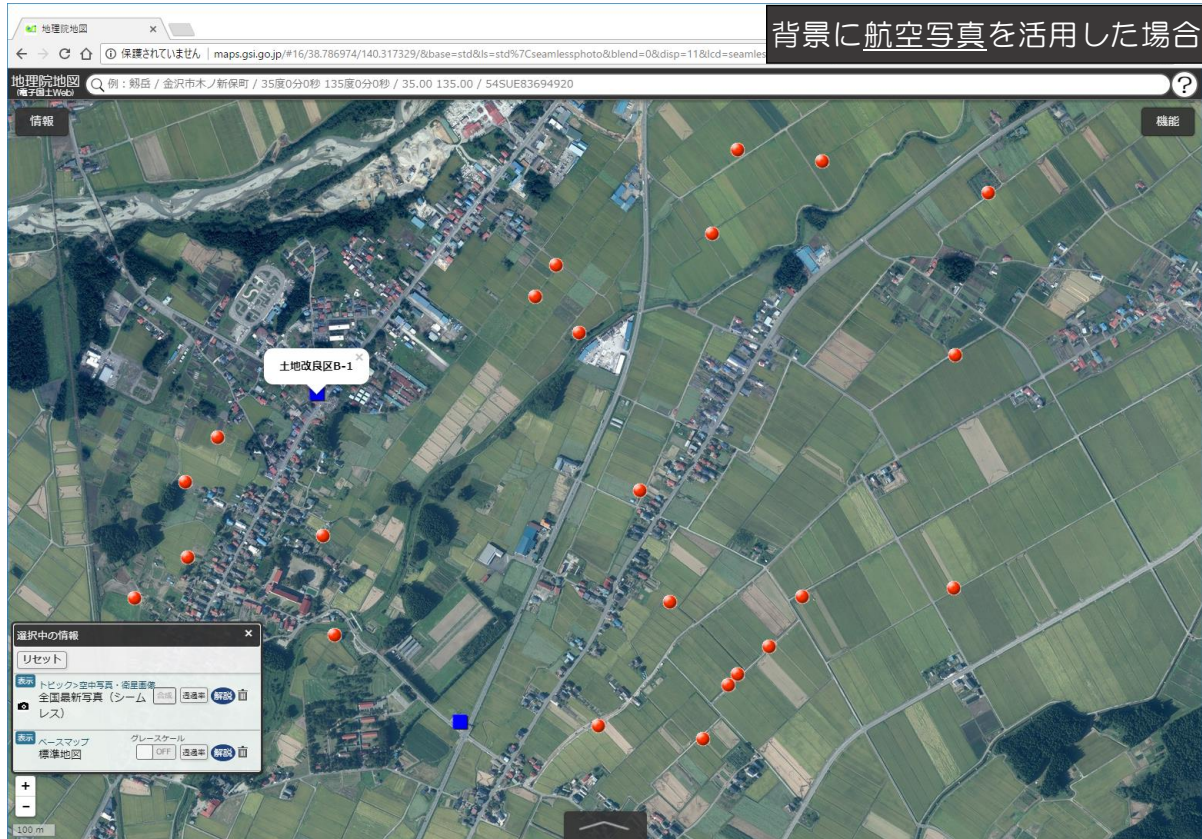 地理院地図
背景に航空写真を活用した場合
保護されていません | maps.gsi.go.jp/#16/38.786974/140.317329/&base=std&ls=std%7Cseamlessphoto&blend=0&disp=11&lcd=seamles
地理院地図
(電子国土Web)
例：剱岳 / 金沢市木ノ新保町 / 35度0分0秒 135度0分0秒 / 35.00 135.00 / 54SUE83694920
?
情報
機能
土地改良区B-1
選択中の情報
リセット
表示
トピック>空中写真・衛星画像
全国最新写真（シームレス）
透過率
解説
表示
ベースマップ
標準地図
グレースケール
OFF
透過率
解説
+
-
100 m